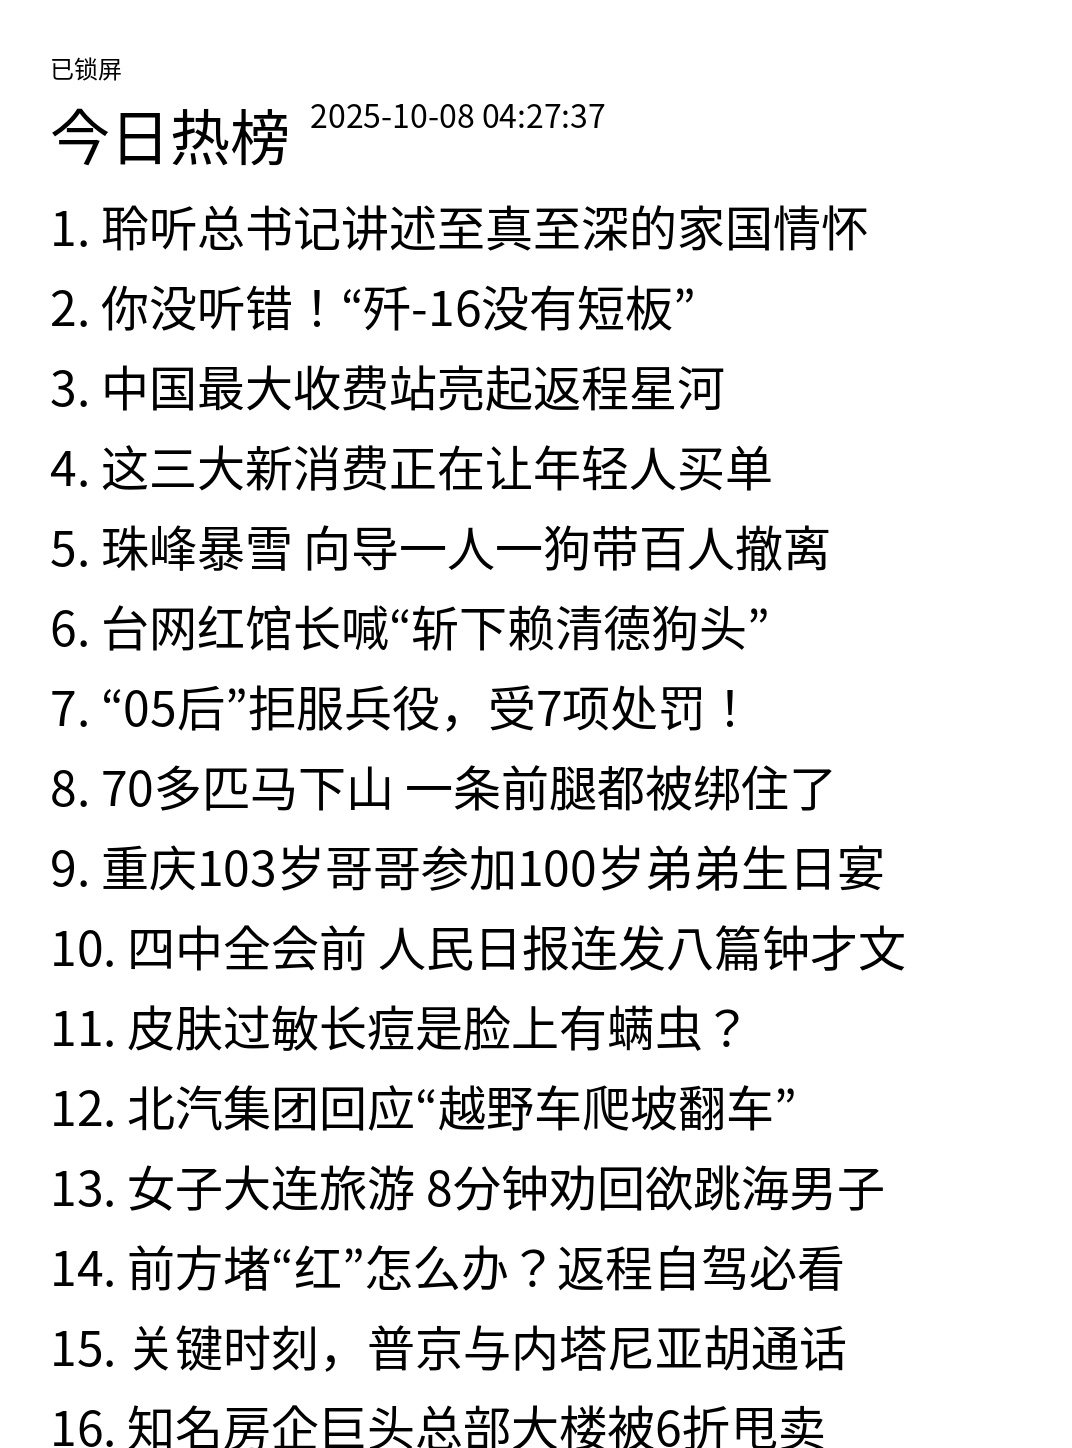 已锁屏
今日热榜 2025-10-08 04:27:37
1. 聆听总书记讲述至真至深的家国情怀
2. 你没听错！“歼-16没有短板”
3. 中国最大收费站亮起返程星河
4. 这三大新消费正在让年轻人买单
5. 珠峰暴雪 向导一人一狗带百人撤离
6. 台网红馆长喊“斩下赖清德狗头”
7. “05后”拒服兵役，受7项处罚！
8. 70多匹马下山 一条前腿都被绑住了
9. 重庆103岁哥哥参加100岁弟弟生日宴
10. 四中全会前 人民日报连发八篇钟才文
11. 皮肤过敏长痘是脸上有螨虫？
12. 北汽集团回应“越野车爬坡翻车”
13. 女子大连旅游 8分钟劝回欲跳海男子
14. 前方堵“红”怎么办？返程自驾必看
15. 关键时刻，普京与内塔尼亚胡通话
16. 知名房企巨头总部大楼被6折甩卖